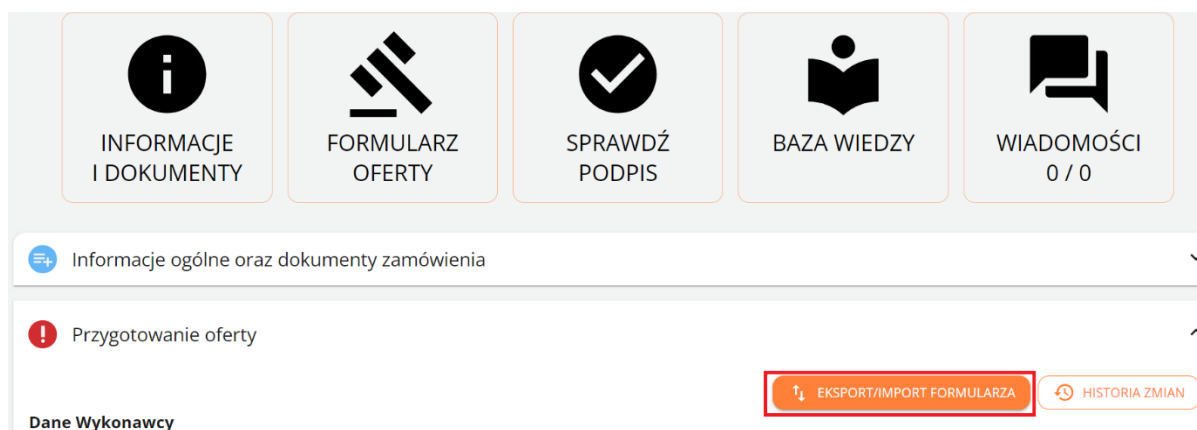 INFORMACJE
I DOKUMENTY
FORMULARZ
OFERTY
SPRAWDŹ
PODPIS
BAZA WIEDZY
WIADOMOŚCI
0 / 0
Informacje ogólne oraz dokumenty zamówienia
Przygotowanie oferty
EKSPORT/IMPORT FORMULARZA
HISTORIA ZMIAN
Dane Wykonawcy